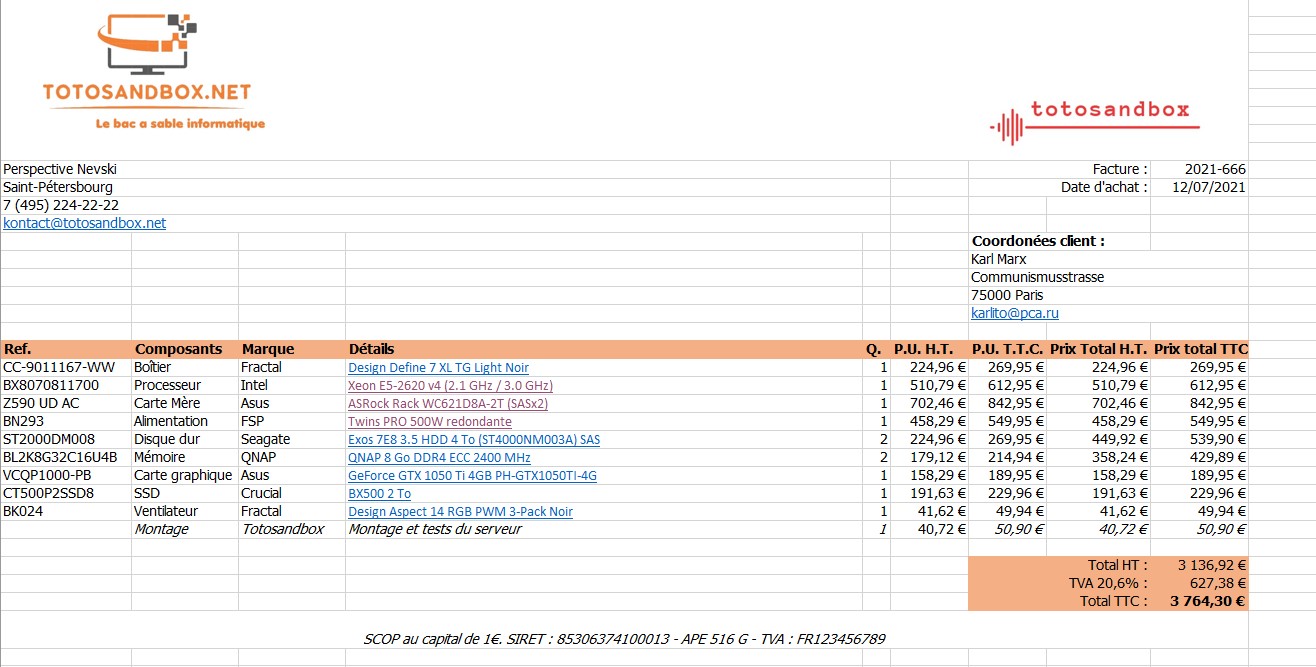 TOTOSANDBOX.NET
Le bac a sable informatique
totosandbox
Perspective Nevski Facture : 2021-666
Saint-Pétersbourg Date d'achat : 12/07/2021
7 (495) 224-22-22
kontact@totosandbox.net
Coordonées client :
Karl Marx
Communismusstrasse
75000 Paris
karlito@pca.ru
Ref. Composants Marque Détails Q. P.U. H.T. P.U. T.T.C. Prix Total H.T. Prix total TTC
CC-9011167-WW Boîtier Fractal Design Define 7 XL TG Light Noir 1 224,96 € 269,95 € 224,96 € 269,95 €
BX8070811700 Processeur Intel Xeon E5-2620 v4 (2.1 GHz / 3.0 GHz) 1 510,79 € 612,95 € 510,79 € 612,95 €
Z590 UD AC Carte Mère Asus ASRock Rack WC621D8A-2T (SASx2) 1 702,46 € 842,95 € 702,46 € 842,95 €
BN293 Alimentation FSP Twins PRO 500W redondante 1 458,29 € 549,95 € 458,29 € 549,95 €
ST2000DM008 Disque dur Seagate Exos 7E8 3.5 HDD 4 To (ST4000NM003A) SAS 2 224,96 € 269,95 € 449,92 € 539,90 €
BL2K8G32C16U4B Mémoire QNAP QNAP 8 Go DDR4 ECC 2400 MHz 2 179,12 € 214,94 € 358,24 € 429,89 €
VCQP1000-PB Carte graphique Asus GeForce GTX 1050 Ti 4GB PH-GTX1050TI-4G 1 158,29 € 189,95 € 158,29 € 189,95 €
CT500P2SSD8 SSD Crucial BX500 2 To 1 191,63 € 229,96 € 191,63 € 229,96 €
BK024 Ventilateur Fractal Design Aspect 14 RGB PWM 3-Pack Noir 1 41,62 € 49,94 € 41,62 € 49,94 €
Montage Totosandbox Montage et tests du serveur 1 40,72 € 50,90 € 40,72 € 50,90 €
Total HT : 3 136,92 €
TVA 20,6% : 627,38 €
Total TTC : 3 764,30 €
SCOP au capital de 1€. SIRET : 85306374100013 - APE 516 G - TVA : FR123456789